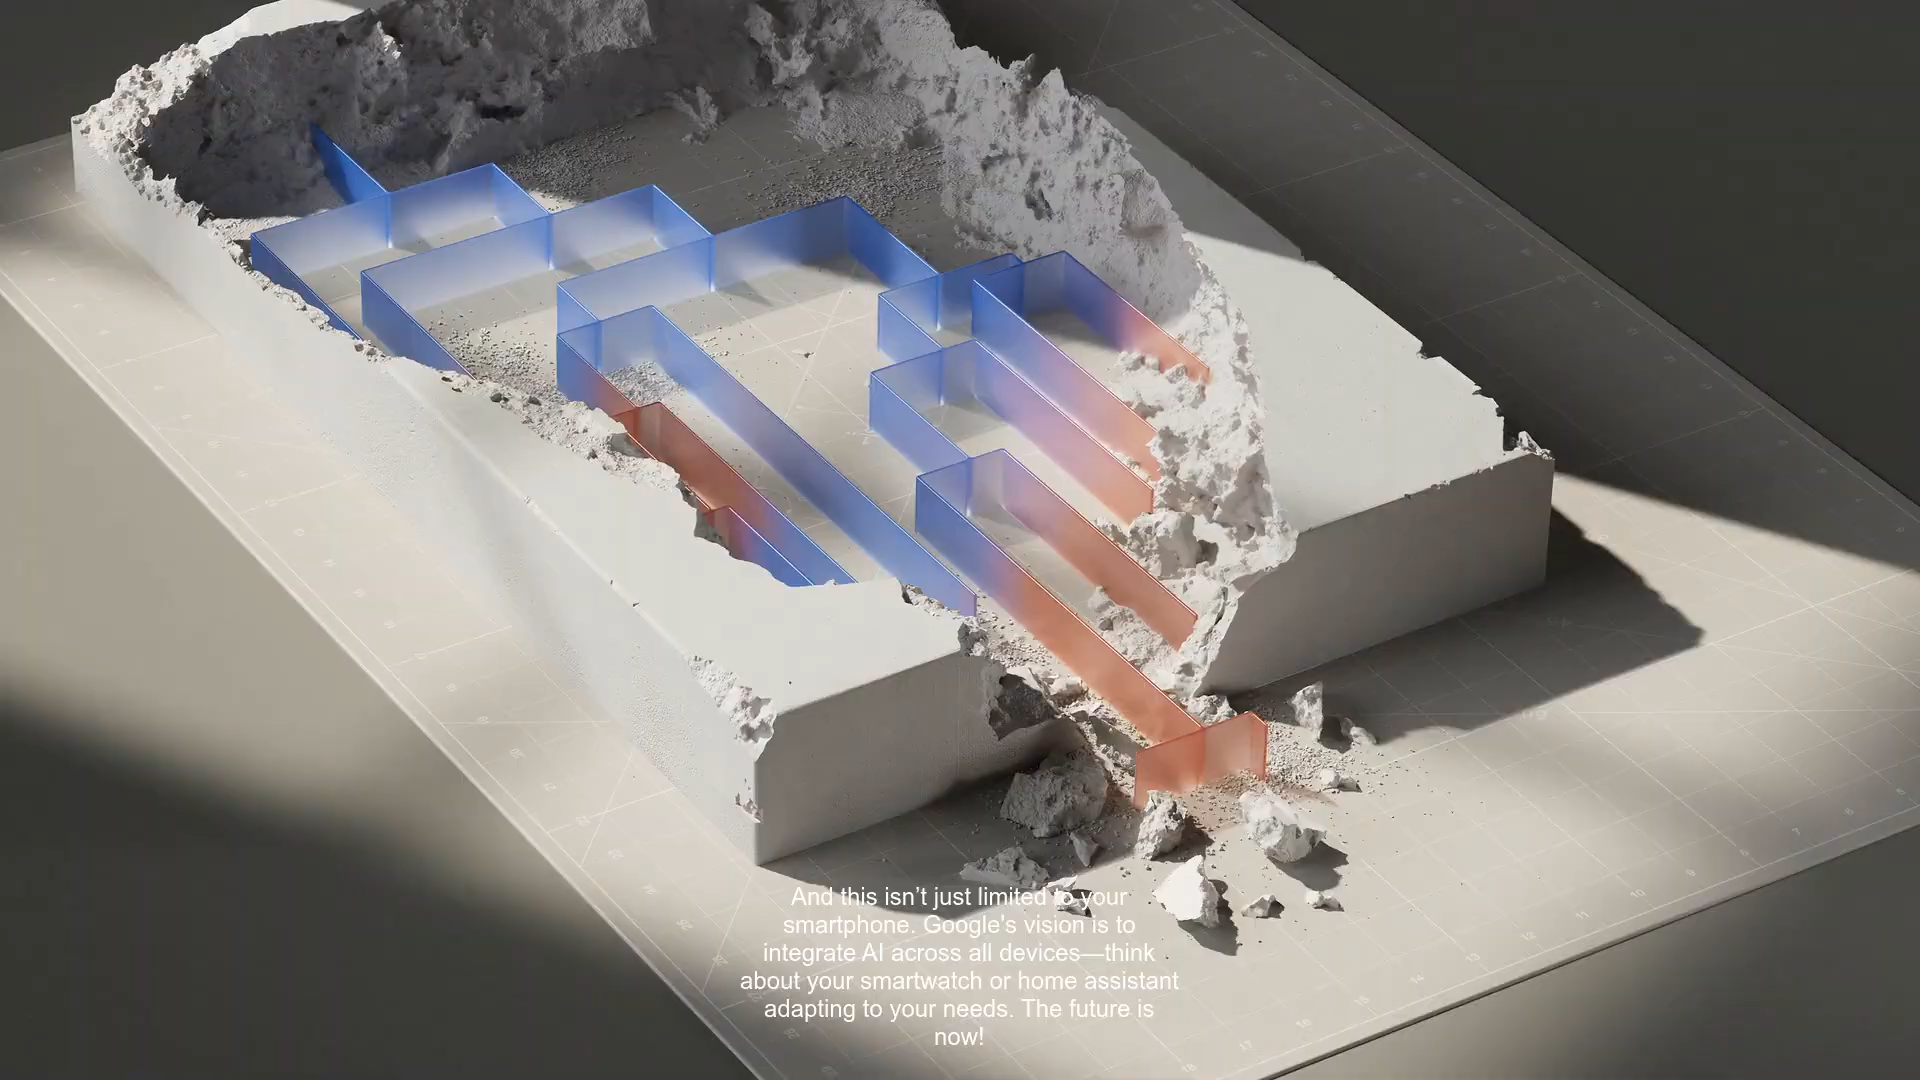 And this isn’t just limited to your
smartphone. Google's vision is to
integrate AI across all devices—think
about your smartwatch or home assistant
adapting to your needs. The future is
now!